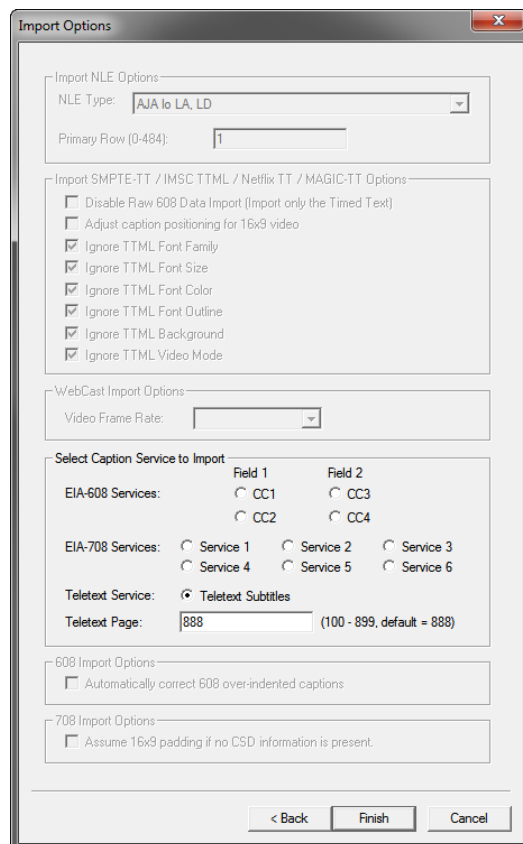 Import Options
Import NLE Options
NLE Type: AJA Io LA, LD
Primary Row (0-484): 1
Import SMPTE-TT / IMSC TTML / Netflix TT / MAGIC-TT Options
Disable Raw 608 Data Import (Import only the Timed Text)
Adjust caption positioning for 16x9 video
Ignore TTML Font Family
Ignore TTML Font Size
Ignore TTML Font Color
Ignore TTML Font Outline
Ignore TTML Background
Ignore TTML Video Mode
WebCast Import Options
Video Frame Rate:
Select Caption Service to Import
Field 1 Field 2
EIA-608 Services: CC1 CC3
CC2 CC4
EIA-708 Services: Service 1 Service 2 Service 3
Service 4 Service 5 Service 6
Teletext Service: Teletext Subtitles
Teletext Page: 888 (100 - 899, default = 888)
608 Import Options
Automatically correct 608 over-indented captions
708 Import Options
Assume 16x9 padding if no CSD information is present.
< Back Finish Cancel